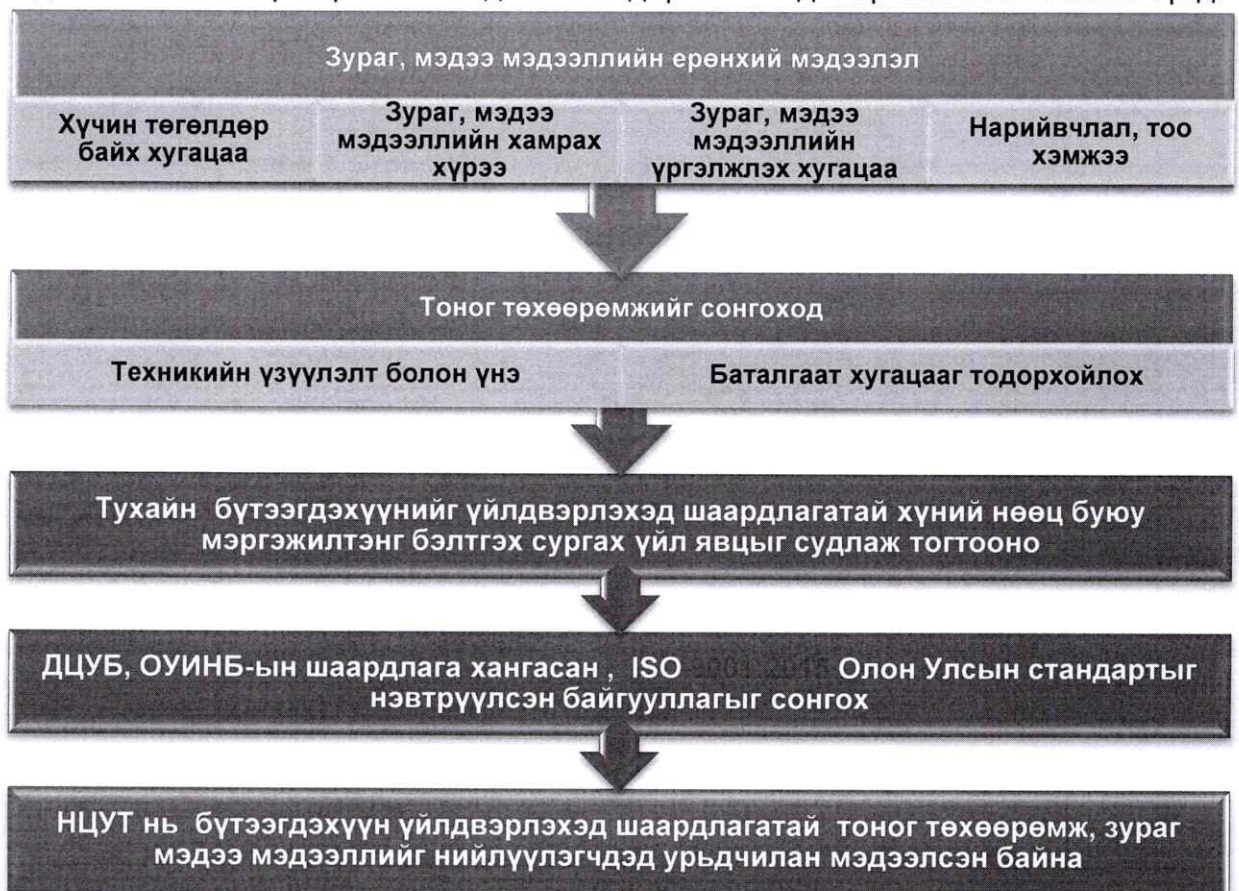 Зураг, мэдээ мэдээллийн ерөнхий мэдээлэл
Хүчин төгөлдөр
байх хугацаа
Зураг, мэдээ
мэдээллийн хамрах
хүрээ
Зураг, мэдээ
мэдээллийн
үргэлжлэх хугацаа
Нарийвчлал, тоо
хэмжээ
Тоног төхөөрөмжийг сонгоход
Техникийн үзүүлэлт болон үнэ
Баталгаат хугацааг тодорхойлох
Тухайн бүтээгдэхүүнийг үйлдвэрлэхэд шаардлагатай хүний нөөц буюу
мэргэжилтэнг бэлтгэх сургах үйл явцыг судлаж тогтооно
ДЦУБ, ОУИНБ-ын шаардлага хангасан , ISO Олон Улсын стандартыг
нэвтрүүлсэн байгууллагыг сонгох
НЦУТ нь бүтээгдэхүүн үйлдвэрлэхэд шаардлагатай тоног төхөөрөмж, зураг
мэдээ мэдээллийг нийлүүлэгчдэд урьдчилан мэдээлсэн байна